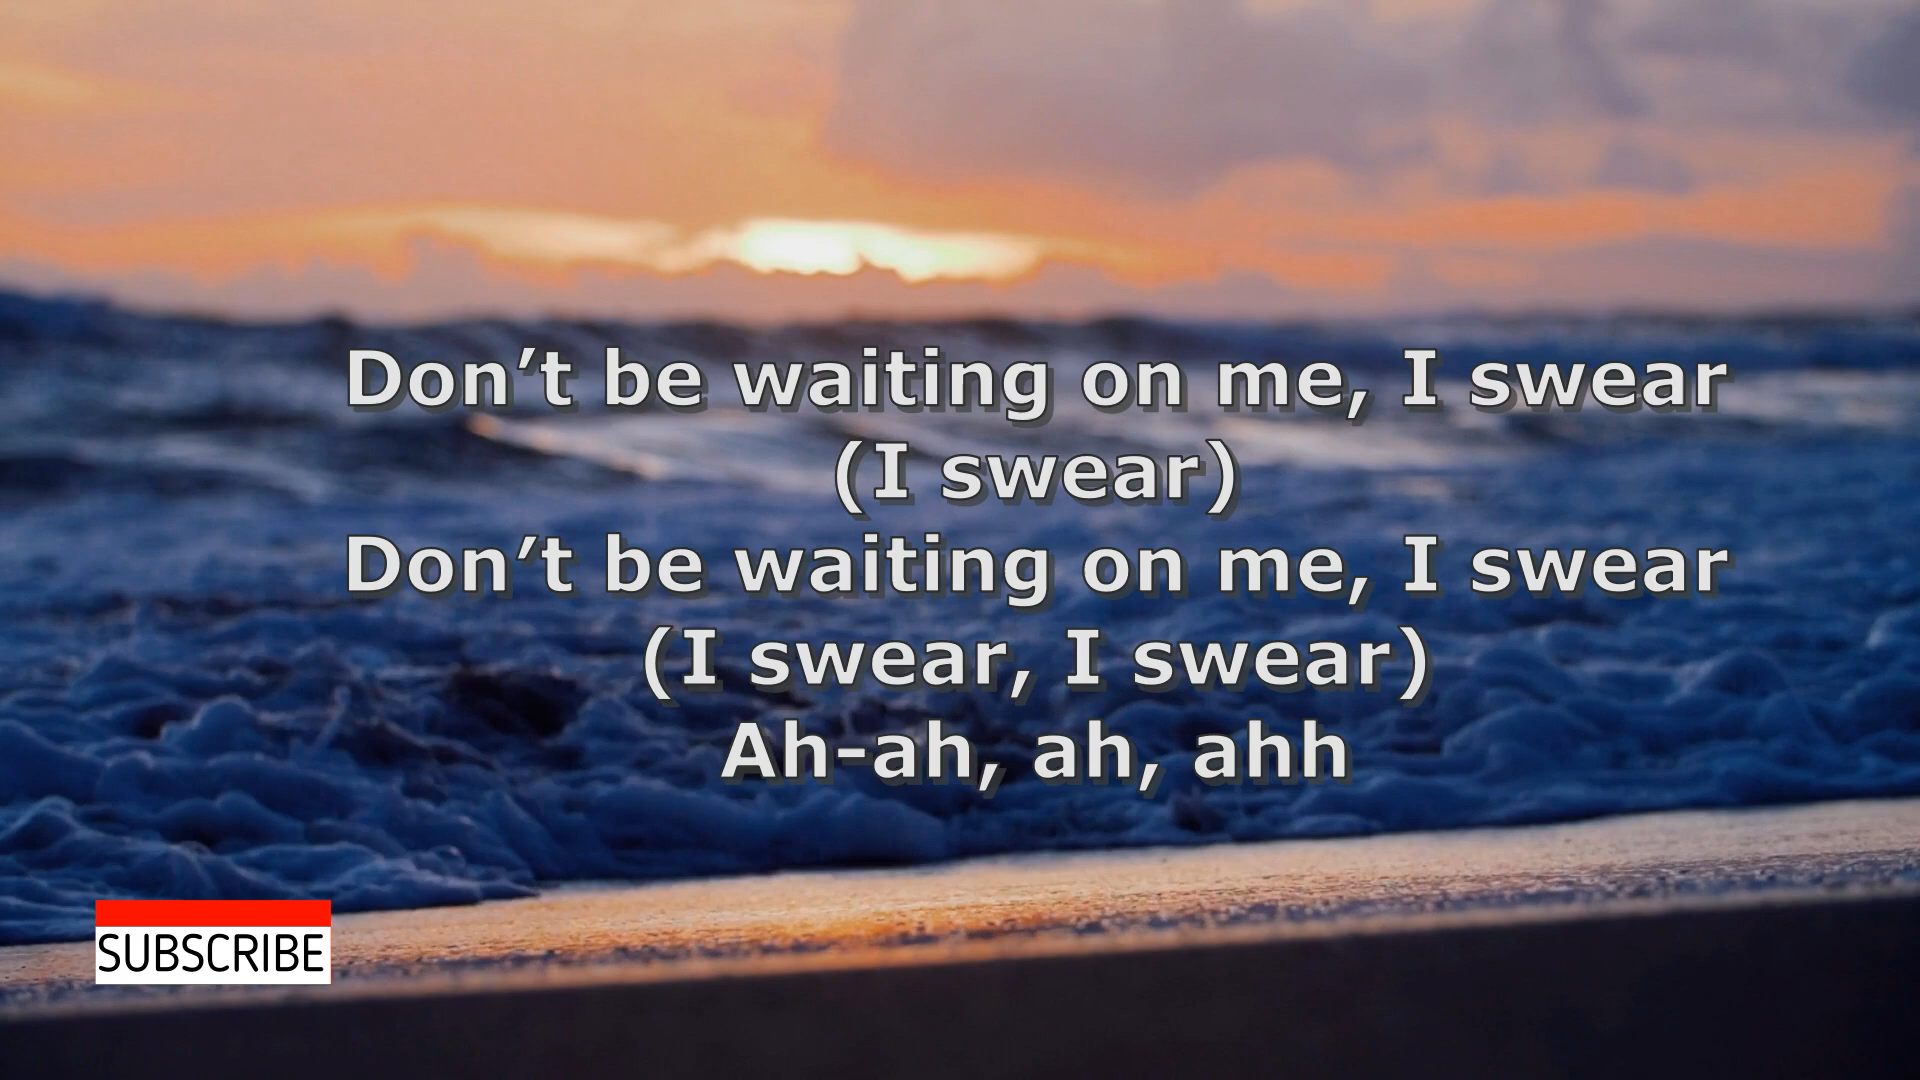 Don’t be waiting on me, I swear
(I swear)
Don’t be waiting on me, I swear
(I swear, I swear)
Ah-ah, ah, ahh
SUBSCRIBE